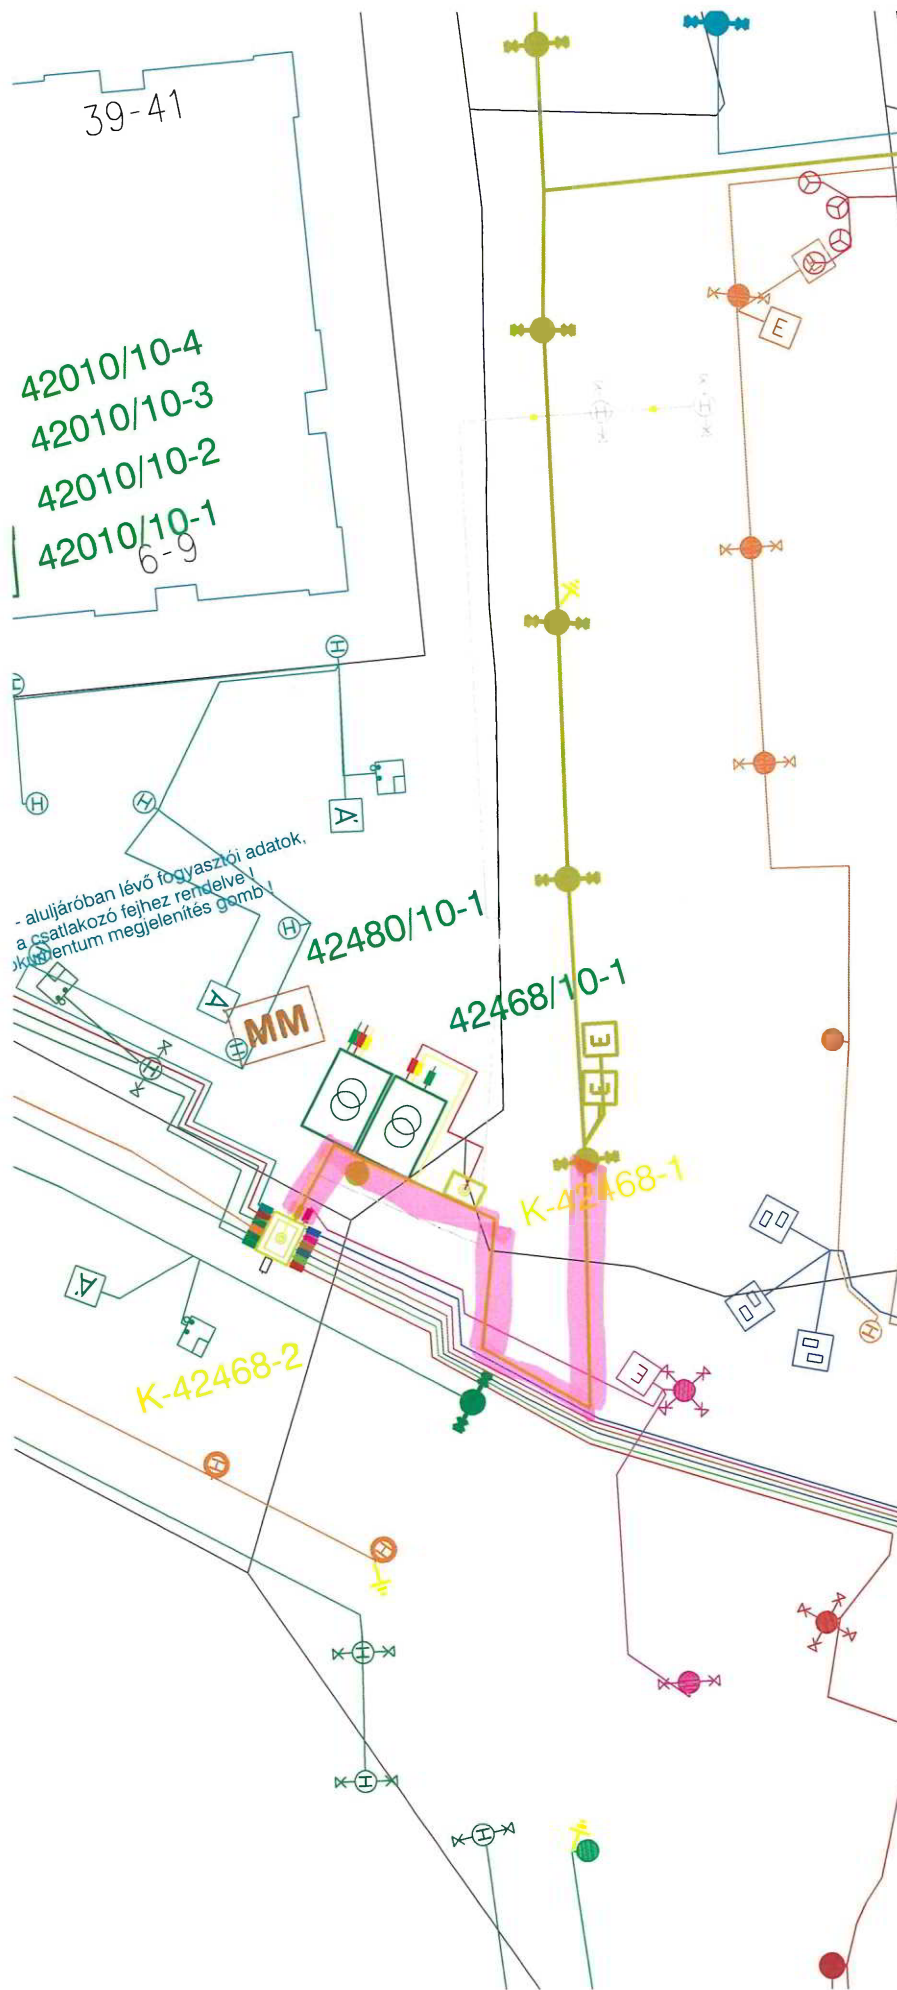 39-41
42010/10-4
42010/10-3
42010/10-2
42010/10-1
6-9
H
H
H
H
A
- aluljáróban lévő fogyasztói adatok,
a csatlakozó fejhez rendelve !
kumentum megjelenítés gomb !
42480/10-1
H
42468/10-1
A
MM
H
H
E
E
E
K-42468-1
A
K-42468-2
E
H
H
H
H
H
H
H
H